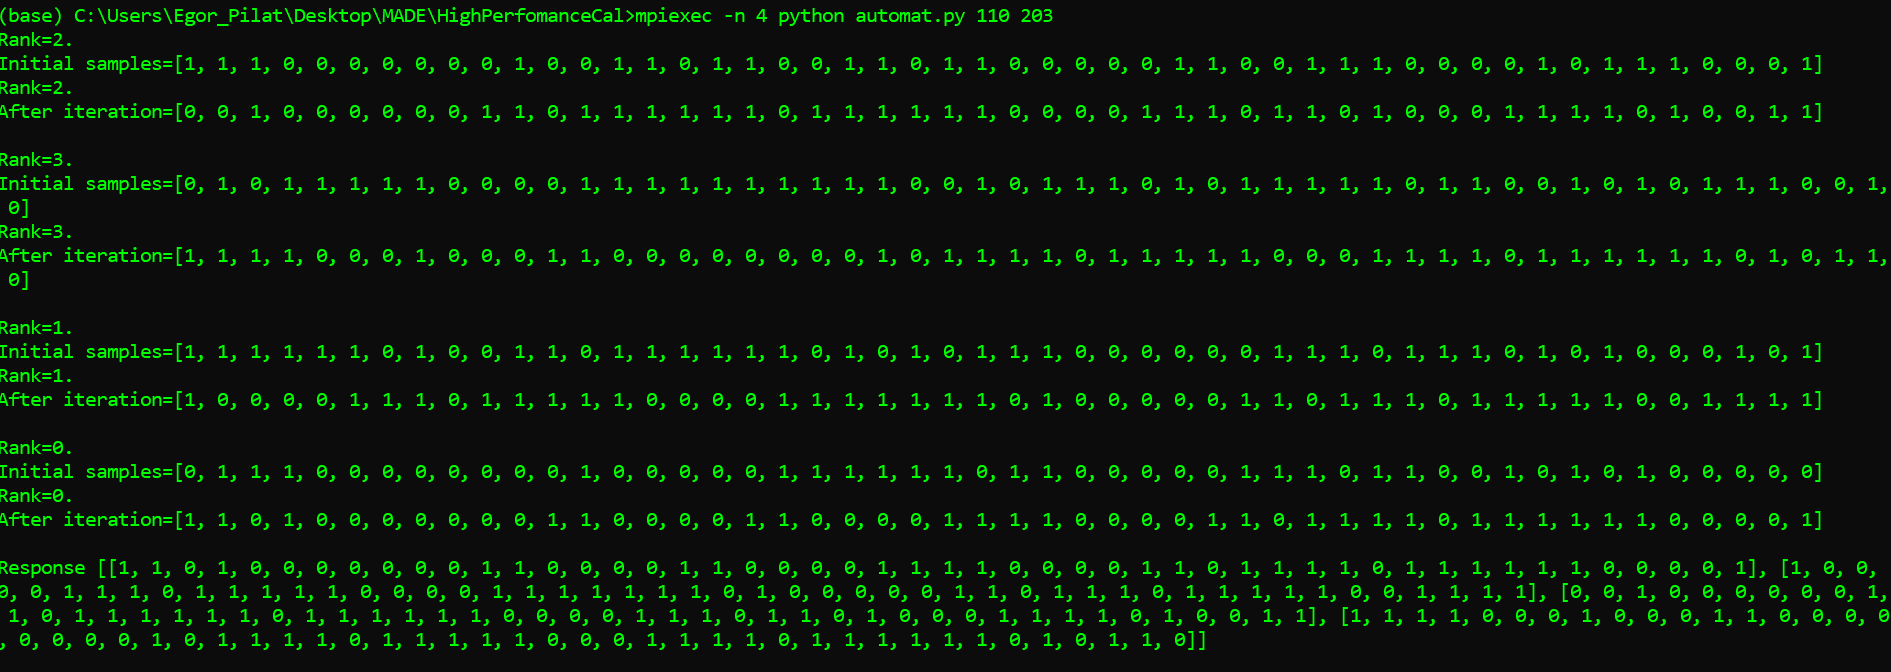 (base) C:\Users\Egor_Pilat\Desktop\MADE\HighPerfomanceCal>mpiexec -n 4 python automat.py 110 203
Rank=2.
Initial samples=[1, 1, 1, 0, 0, 0, 0, 0, 0, 0, 1, 0, 0, 1, 1, 0, 1, 1, 0, 0, 1, 1, 0, 1, 1, 0, 0, 0, 0, 0, 1, 1, 0, 0, 1, 1, 1, 0, 0, 0, 0, 1, 0, 1, 1, 1, 0, 0, 0, 1]
Rank=2.
After iteration=[0, 0, 1, 0, 0, 0, 0, 0, 0, 1, 1, 0, 1, 1, 1, 1, 1, 1, 0, 1, 1, 1, 1, 1, 1, 0, 0, 0, 0, 1, 1, 1, 0, 1, 1, 0, 1, 0, 0, 0, 1, 1, 1, 1, 0, 1, 0, 0, 1, 1]

Rank=3.
Initial samples=[0, 1, 0, 1, 1, 1, 1, 1, 0, 0, 0, 0, 1, 1, 1, 1, 1, 1, 1, 1, 1, 1, 0, 0, 1, 0, 1, 1, 1, 0, 1, 0, 1, 1, 1, 1, 1, 0, 1, 1, 0, 0, 1, 0, 1, 0, 1, 1, 1, 0, 0, 1,
 0]
Rank=3.
After iteration=[1, 1, 1, 1, 0, 0, 0, 1, 0, 0, 0, 1, 1, 0, 0, 0, 0, 0, 0, 0, 0, 1, 0, 1, 1, 1, 1, 0, 1, 1, 1, 1, 1, 0, 0, 0, 1, 1, 1, 1, 0, 1, 1, 1, 1, 1, 1, 0, 1, 0, 1, 1,
 0]

Rank=1.
Initial samples=[1, 1, 1, 1, 1, 1, 0, 1, 0, 0, 1, 1, 0, 1, 1, 1, 1, 1, 1, 0, 1, 0, 1, 0, 1, 1, 1, 0, 0, 0, 0, 0, 0, 1, 1, 1, 0, 1, 1, 1, 0, 1, 0, 1, 0, 0, 0, 1, 0, 1]
Rank=1.
After iteration=[1, 0, 0, 0, 0, 1, 1, 1, 0, 1, 1, 1, 1, 1, 0, 0, 0, 0, 1, 1, 1, 1, 1, 1, 1, 0, 1, 0, 0, 0, 0, 0, 1, 1, 0, 1, 1, 1, 0, 1, 1, 1, 1, 1, 0, 0, 1, 1, 1, 1]

Rank=0.
Initial samples=[0, 1, 1, 1, 0, 0, 0, 0, 0, 0, 0, 0, 1, 0, 0, 0, 0, 0, 1, 1, 1, 1, 1, 1, 0, 1, 1, 0, 0, 0, 0, 0, 1, 1, 1, 0, 1, 1, 0, 0, 1, 0, 1, 0, 1, 0, 0, 0, 0, 0]
Rank=0.
After iteration=[1, 1, 0, 1, 0, 0, 0, 0, 0, 0, 0, 1, 1, 0, 0, 0, 0, 1, 1, 0, 0, 0, 0, 1, 1, 1, 1, 0, 0, 0, 0, 1, 1, 0, 1, 1, 1, 1, 0, 1, 1, 1, 1, 1, 1, 0, 0, 0, 0, 1]

Response [[1, 1, 0, 1, 0, 0, 0, 0, 0, 0, 0, 1, 1, 0, 0, 0, 0, 1, 1, 0, 0, 0, 0, 1, 1, 1, 1, 0, 0, 0, 0, 1, 1, 0, 1, 1, 1, 1, 0, 1, 1, 1, 1, 1, 1, 0, 0, 0, 0, 1], [1, 0, 0,
 0, 0, 1, 1, 1, 0, 1, 1, 1, 1, 1, 0, 0, 0, 0, 1, 1, 1, 1, 1, 1, 1, 0, 1, 0, 0, 0, 0, 0, 1, 1, 0, 1, 1, 1, 0, 1, 1, 1, 1, 1, 0, 0, 1, 1, 1, 1], [0, 0, 1, 0, 0, 0, 0, 0, 0, 1,
 1, 0, 1, 1, 1, 1, 1, 1, 0, 1, 1, 1, 1, 1, 1, 0, 0, 0, 0, 1, 1, 1, 0, 1, 1, 0, 1, 0, 0, 0, 1, 1, 1, 1, 0, 1, 0, 0, 1, 1], [1, 1, 1, 1, 0, 0, 0, 1, 0, 0, 0, 1, 1, 0, 0, 0, 0
, 0, 0, 0, 0, 1, 0, 1, 1, 1, 1, 0, 1, 1, 1, 1, 1, 0, 0, 0, 1, 1, 1, 1, 0, 1, 1, 1, 1, 1, 1, 0, 1, 0, 1, 1, 0]]